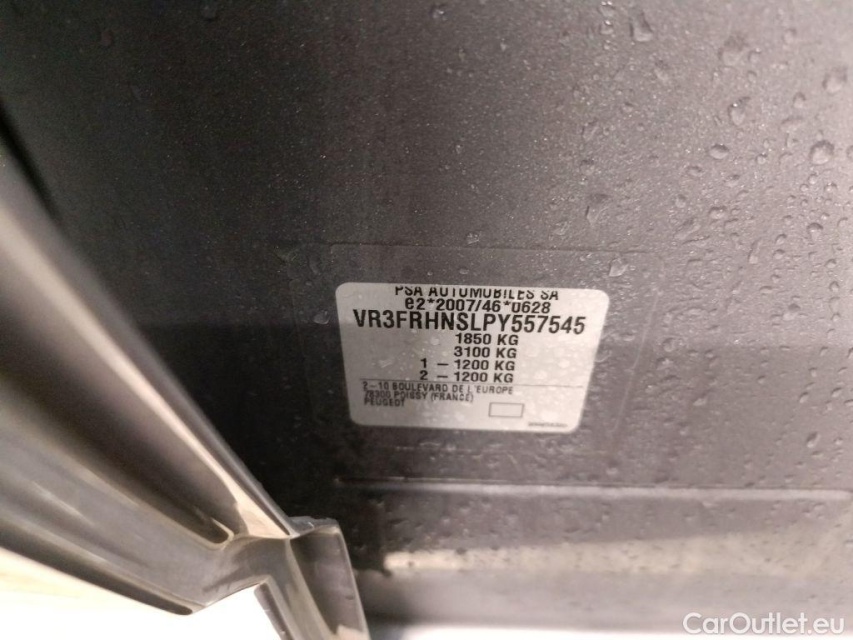 PSA AUTOMOBILES SA
e2*2007/46*0628
VR3FRHNSLPY557545
1850 KG
3100 KG
1 – 1200 KG
2 – 1200 KG
2–10 BOULEVARD DE L'EUROPE
78300 POISSY (FRANCE)
PEUGEOT
CarOutlet.eu